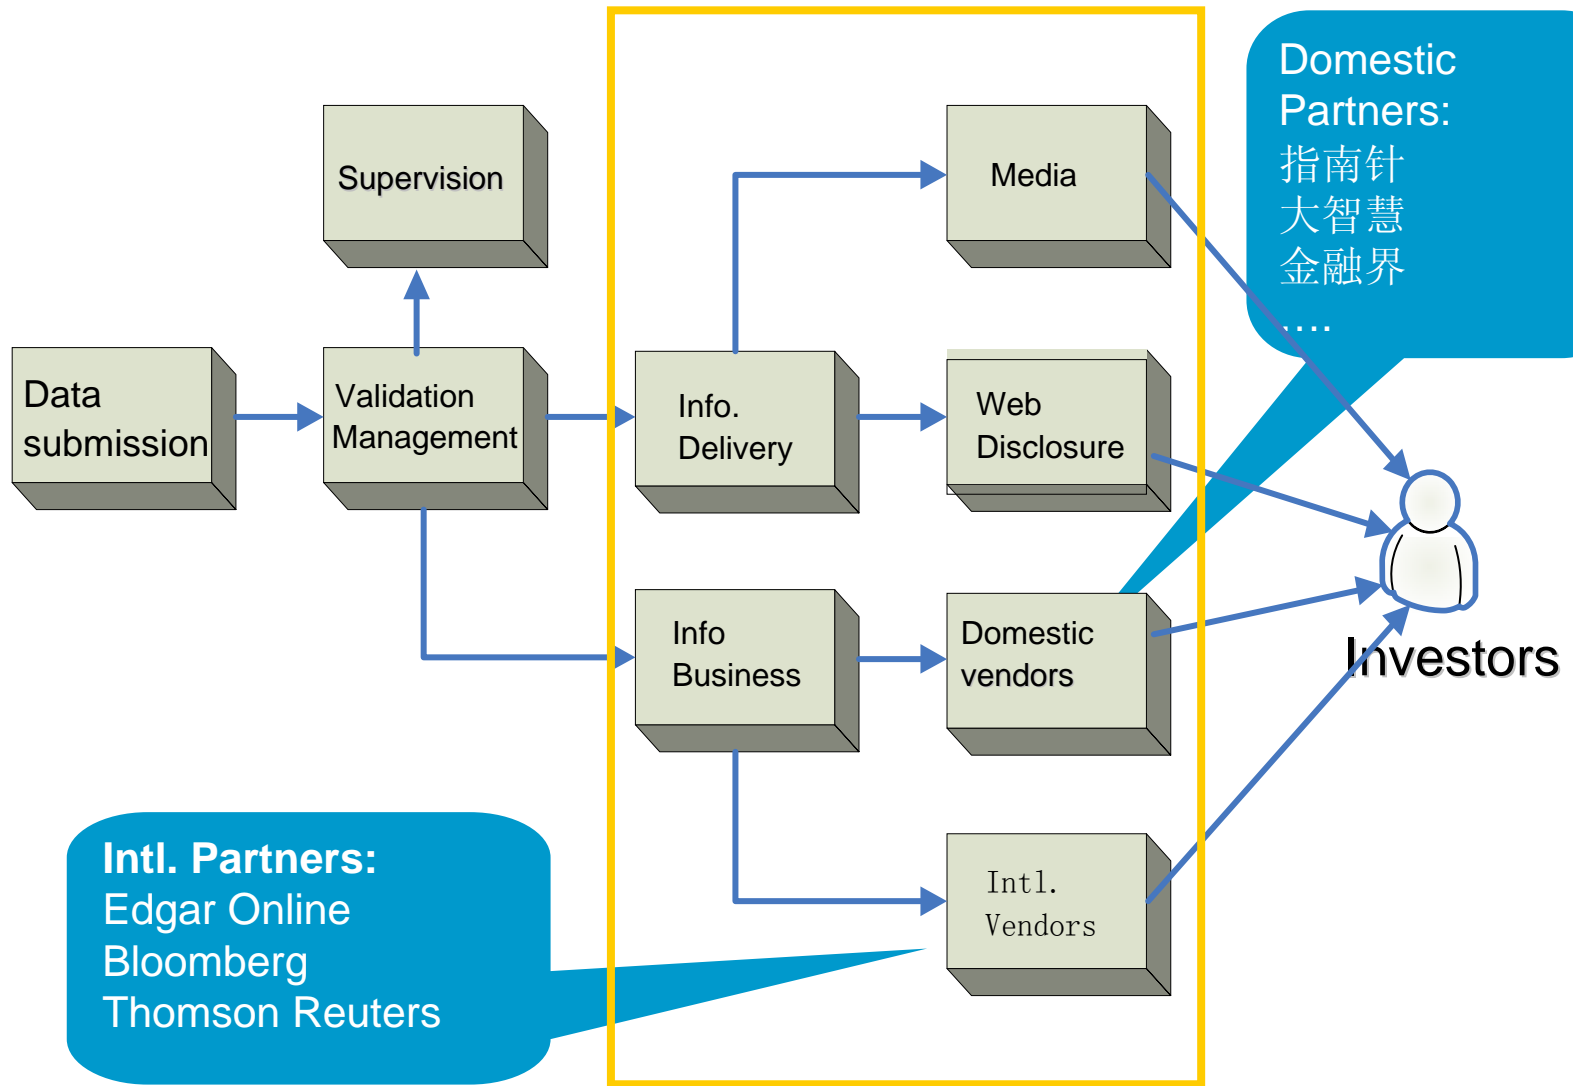 Domestic
Partners:
指南针
大智慧
金融界
....
Supervision
Media
Data
submission
Validation
Management
Info.
Delivery
Web
Disclosure
Info
Business
Domestic
vendors
Investors
Intl.
Vendors
Intl. Partners:
Edgar Online
Bloomberg
Thomson Reuters